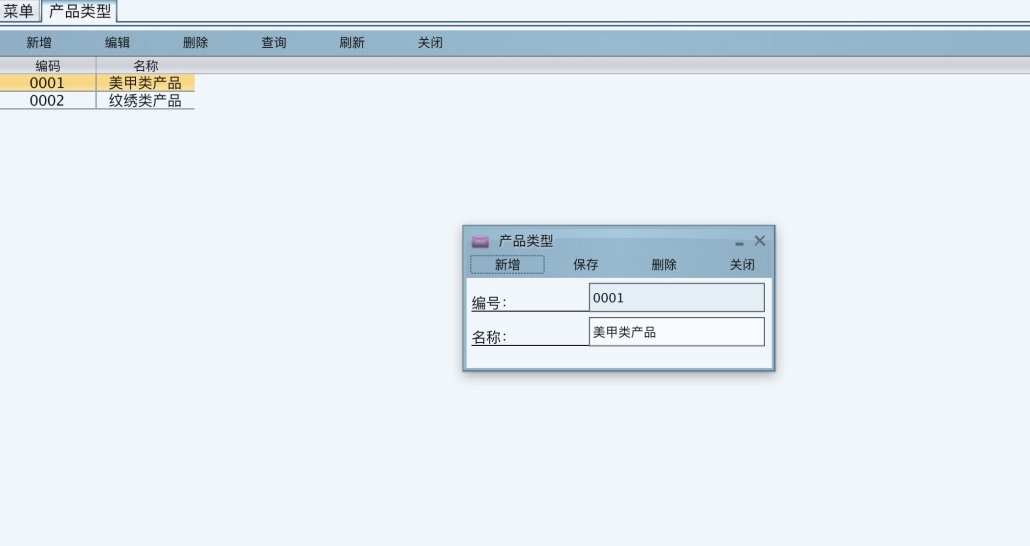 菜单 产品类型
新增 编辑 删除 查询 刷新 关闭
编码 名称
0001 美甲类产品
0002 纹绣类产品
产品类型
新增 保存 删除 关闭
编号: 0001
名称: 美甲类产品